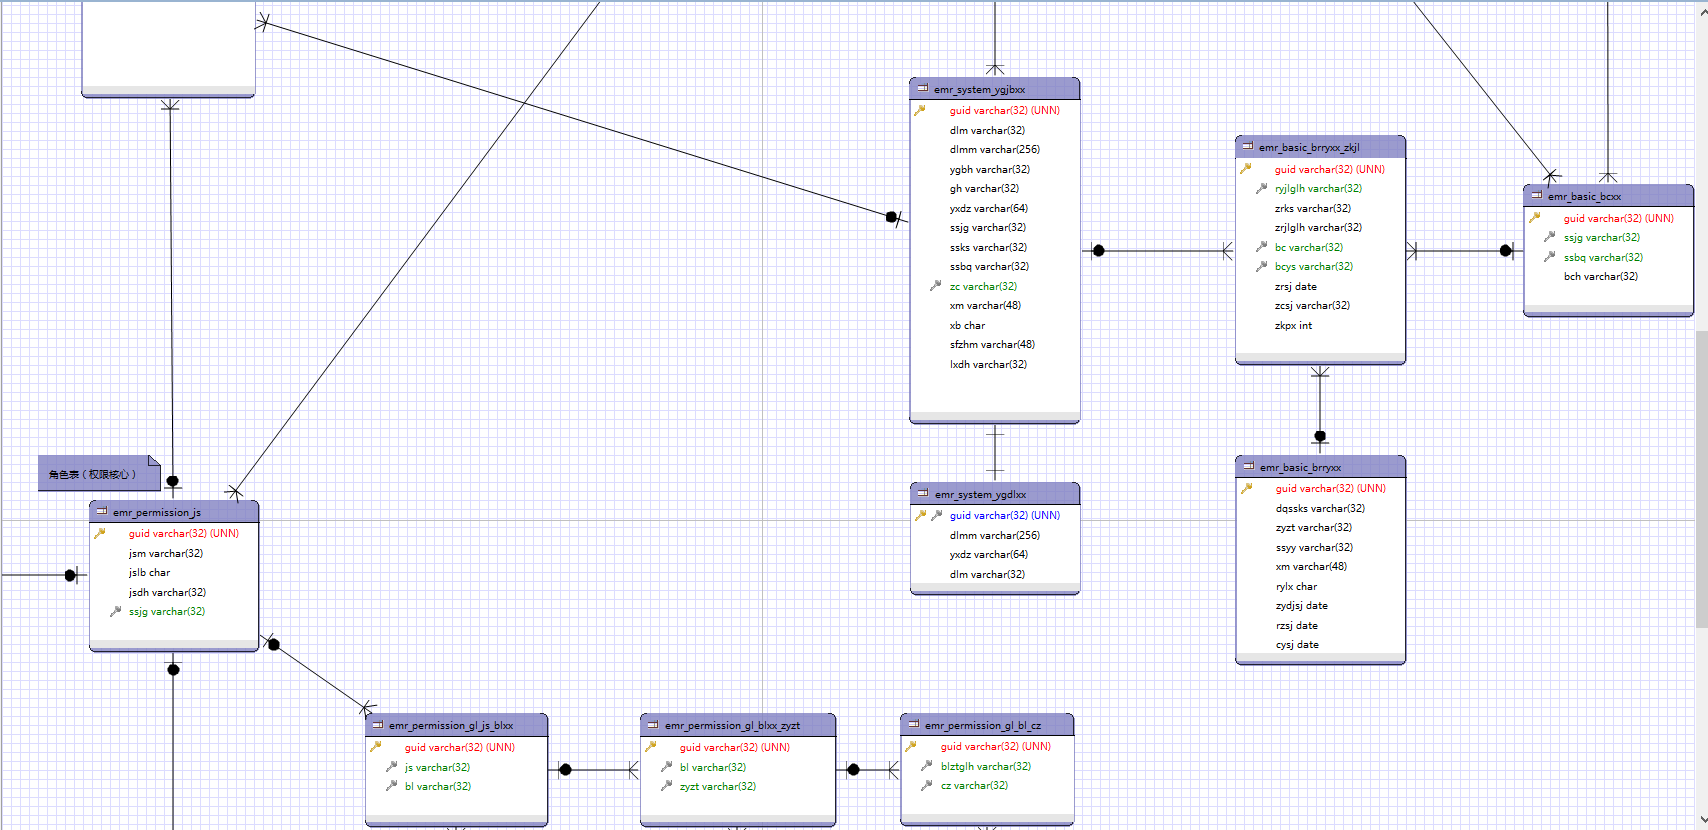 emr_system_ygjbxx
guid varchar(32) (UNN)
dlm varchar(32)
dlmm varchar(256)
ygbh varchar(32)
gh varchar(32)
yxdz varchar(64)
ssjg varchar(32)
ssks varchar(32)
ssbq varchar(32)
zc varchar(32)
xm varchar(48)
xb char
sfzhm varchar(48)
lxdh varchar(32)
emr_basic_brryxx_zkjl
guid varchar(32) (UNN)
ryjlglh varchar(32)
zrks varchar(32)
zrjlglh varchar(32)
bc varchar(32)
bcys varchar(32)
zrsj date
zcsj varchar(32)
zkpx int
emr_basic_bcxx
guid varchar(32) (UNN)
ssjg varchar(32)
ssbq varchar(32)
bch varchar(32)
角色表（权限核心）
emr_permission_js
guid varchar(32) (UNN)
jsm varchar(32)
jslb char
jsdh varchar(32)
ssjg varchar(32)
emr_system_ygdlxx
guid varchar(32) (UNN)
dlmm varchar(256)
yxdz varchar(64)
dlm varchar(32)
emr_basic_brryxx
guid varchar(32) (UNN)
dqssks varchar(32)
zyzt varchar(32)
ssyy varchar(32)
xm varchar(48)
rylx char
zydjsj date
rzsj date
cysj date
emr_permission_gl_js_blxx
guid varchar(32) (UNN)
js varchar(32)
bl varchar(32)
emr_permission_gl_blxx_zyzt
guid varchar(32) (UNN)
bl varchar(32)
zyzt varchar(32)
emr_permission_gl_bl_cz
guid varchar(32) (UNN)
blztglh varchar(32)
cz varchar(32)